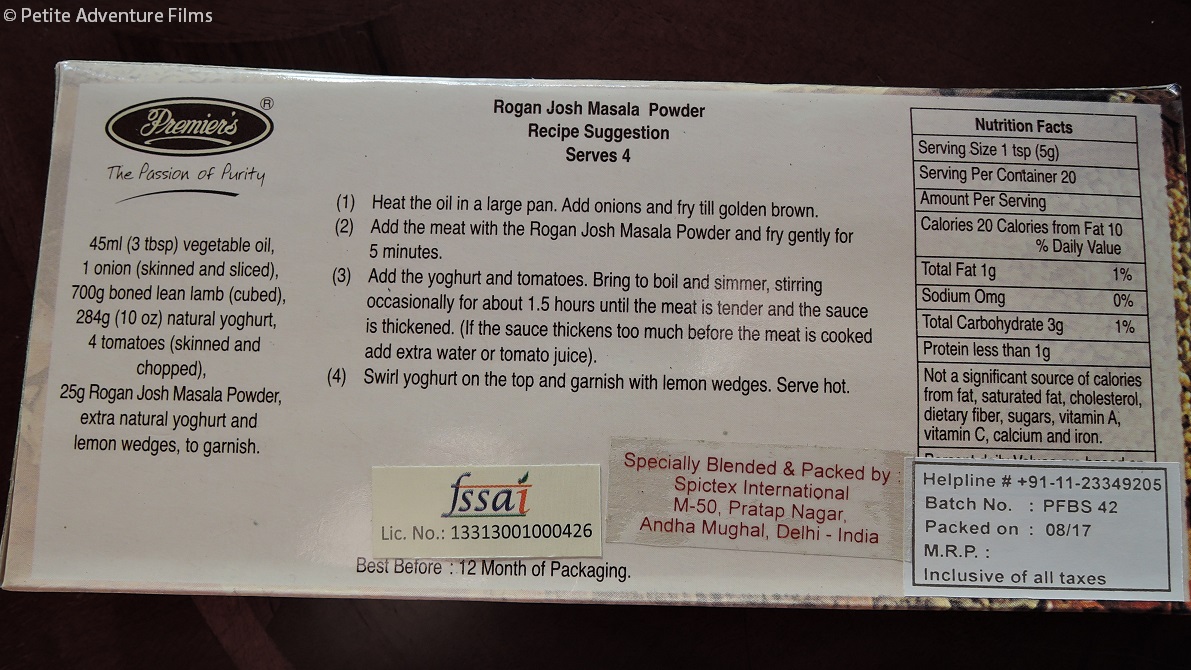 © Petite Adventure Films
Premier's ®
The Passion of Purity
45ml (3 tbsp) vegetable oil,
1 onion (skinned and sliced),
700g boned lean lamb (cubed),
284g (10 oz) natural yoghurt,
4 tomatoes (skinned and
chopped),
25g Rogan Josh Masala Powder,
extra natural yoghurt and
lemon wedges, to garnish.
Rogan Josh Masala Powder
Recipe Suggestion
Serves 4
(1) Heat the oil in a large pan. Add onions and fry till golden brown.
(2) Add the meat with the Rogan Josh Masala Powder and fry gently for
5 minutes.
(3) Add the yoghurt and tomatoes. Bring to boil and simmer, stirring
occasionally for about 1.5 hours until the meat is tender and the sauce
is thickened. (If the sauce thickens too much before the meat is cooked
add extra water or tomato juice).
(4) Swirl yoghurt on the top and garnish with lemon wedges. Serve hot.
Nutrition Facts
Serving Size 1 tsp (5g)
Serving Per Container 20
Amount Per Serving
Calories 20 Calories from Fat 10
% Daily Value
Total Fat 1g 1%
Sodium Omg 0%
Total Carbohydrate 3g 1%
Protein less than 1g
Not a significant source of calories
from fat, saturated fat, cholesterol,
dietary fiber, sugars, vitamin A,
vitamin C, calcium and iron.
fssai
Lic. No.: 13313001000426
Best Before : 12 Month of Packaging.
Specially Blended & Packed by :
Spictex International
M-50, Pratap Nagar,
Andha Mughal, Delhi - India
Helpline # +91-11-23349205
Batch No. : PFBS 42
Packed on : 08/17
M.R.P. :
Inclusive of all taxes